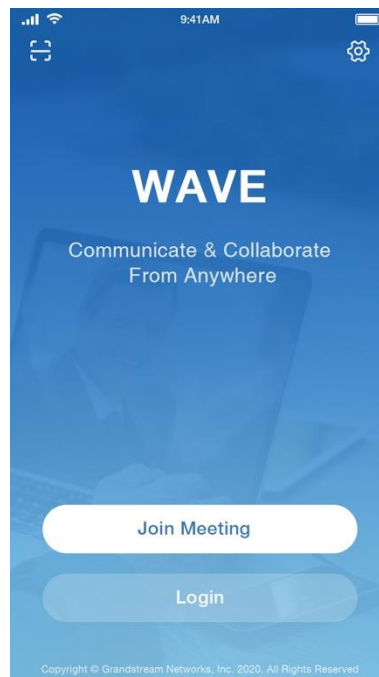 9:41AM
WAVE
Communicate & Collaborate
From Anywhere
Join Meeting
Login
Copyright © Grandstream Networks, Inc. 2020. All Rights Reserved